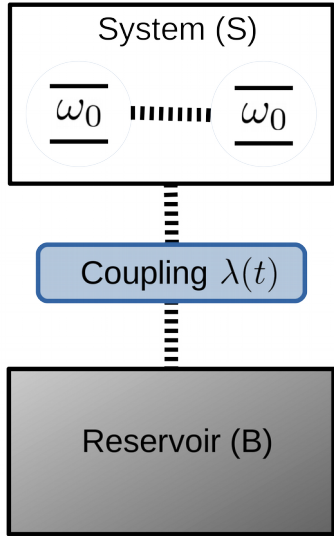 System (S)
ω₀ ω₀
Coupling λ(t)
Reservoir (B)